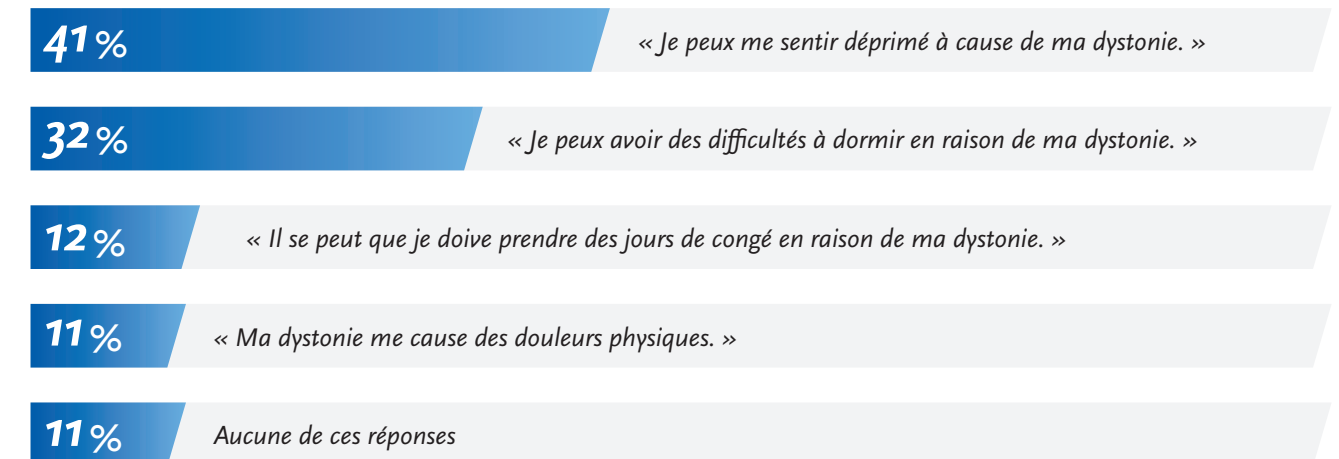 41 % « Je peux me sentir déprimé à cause de ma dystonie. »
32 % « Je peux avoir des difficultés à dormir en raison de ma dystonie. »
12 % « Il se peut que je doive prendre des jours de congé en raison de ma dystonie. »
11 % « Ma dystonie me cause des douleurs physiques. »
11 % Aucune de ces réponses